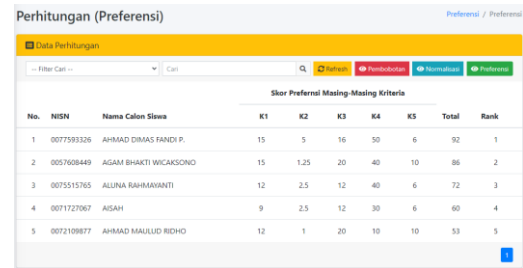 Perhitungan (Preferensi)
Preferensi / Preferensi
Data Perhitungan
-- Filter Cari --
Cari
Refresh
Pembobotan
Normalisasi
Preferensi
Skor Prefernsi Masing-Masing Kriteria
No. NISN Nama Calon Siswa K1 K2 K3 K4 K5 Total Rank
1 0077593326 AHMAD DIMAS FANDI P. 15 5 16 50 6 92 1
2 0057608449 AGAM BHAKTI WICAKSONO 15 1.25 20 40 10 86 2
3 0075515765 ALUNA RAHMAYANTI 12 2.5 12 40 6 72 3
4 0071727067 AISAH 9 2.5 12 30 6 60 4
5 0072109877 AHMAD MAULUD RIDHO 12 1 20 10 10 53 5
1